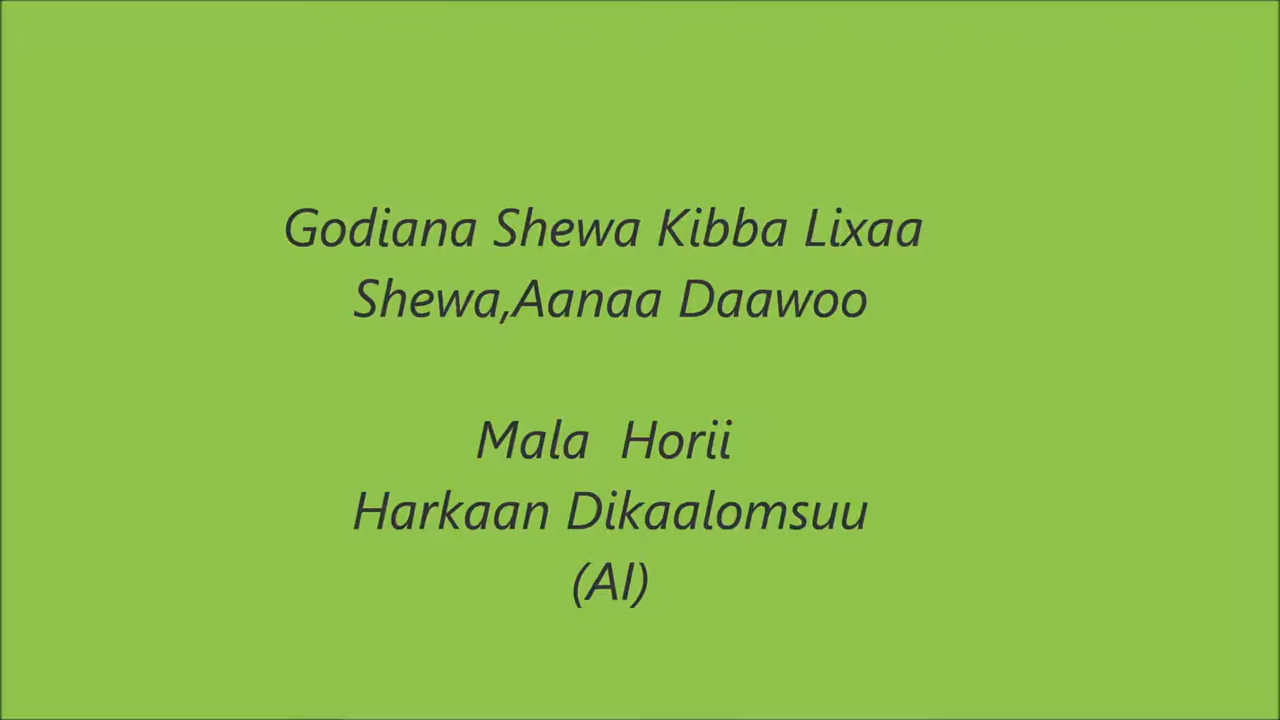 Godiana Shewa Kibba Lixaa
Shewa,Aanaa Daawoo
Mala  Horii
Harkaan Dikaalomsuu
(AI)